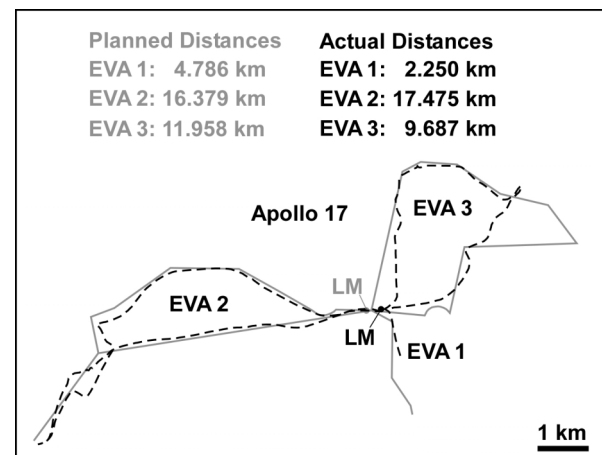 Planned Distances
EVA 1: 4.786 km
EVA 2: 16.379 km
EVA 3: 11.958 km
Actual Distances
EVA 1: 2.250 km
EVA 2: 17.475 km
EVA 3: 9.687 km
Apollo 17
EVA 3
LM
EVA 2
LM
EVA 1
1 km